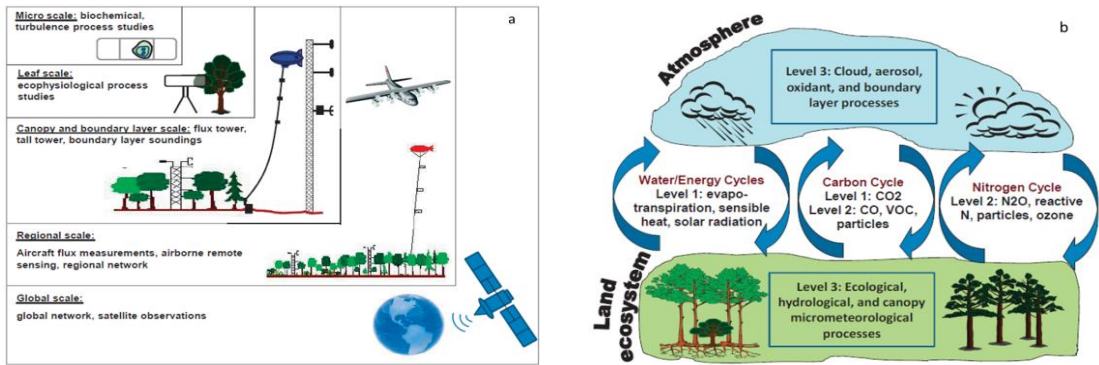 a
Micro scale: biochemical,
turbulence process studies
Leaf scale:
ecophysiological process
studies
Canopy and boundary layer scale: flux tower,
tall tower, boundary layer soundings
Regional scale:
Aircraft flux measurements, airborne remote
sensing, regional network
Global scale:
global network, satellite observations
b
Atmosphere
Level 3: Cloud, aerosol,
oxidant, and boundary
layer processes
Water/Energy Cycles
Level 1: evapo-
transpiration, sensible
heat, solar radiation
Carbon Cycle
Level 1: CO2
Level 2: CO, VOC,
particles
Nitrogen Cycle
Level 2: N2O, reactive
N, particles, ozone
Land
ecosystem
Level 3: Ecological,
hydrological, and canopy
micrometeorological
processes